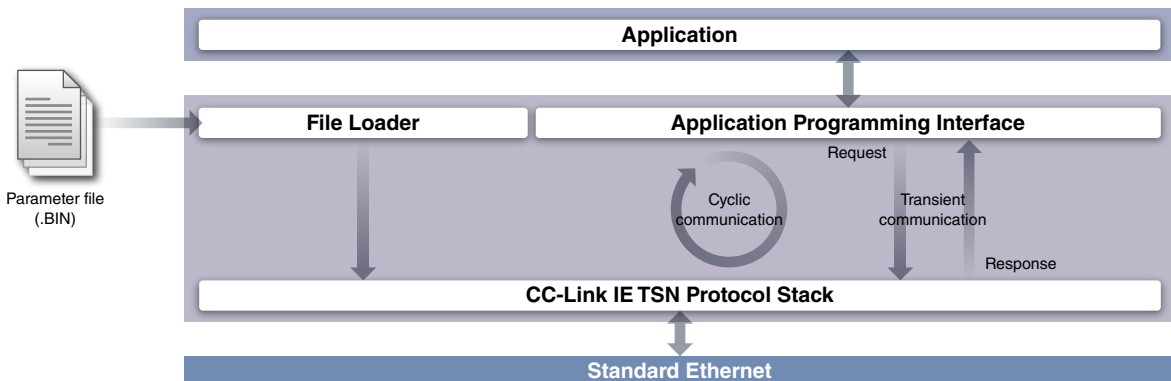 Application
File Loader
Application Programming Interface
Parameter file
(.BIN)
Request
Cyclic
communication
Transient
communication
Response
CC-Link IE TSN Protocol Stack
Standard Ethernet